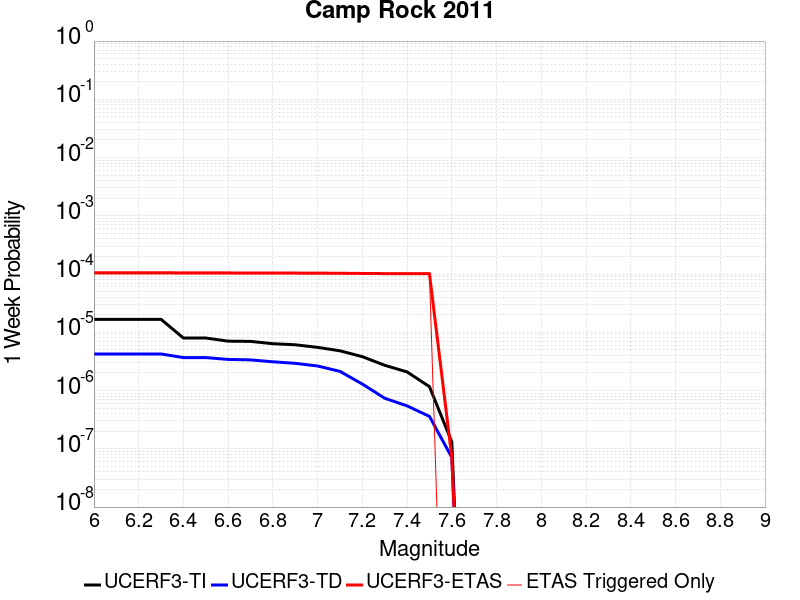 Camp Rock 2011
10^0
10^-1
10^-2
10^-3
10^-4
10^-5
10^-6
10^-7
10^-8
1 Week Probability
6 6.2 6.4 6.6 6.8 7 7.2 7.4 7.6 7.8 8 8.2 8.4 8.6 8.8 9
Magnitude
UCERF3-TI UCERF3-TD UCERF3-ETAS ETAS Triggered Only